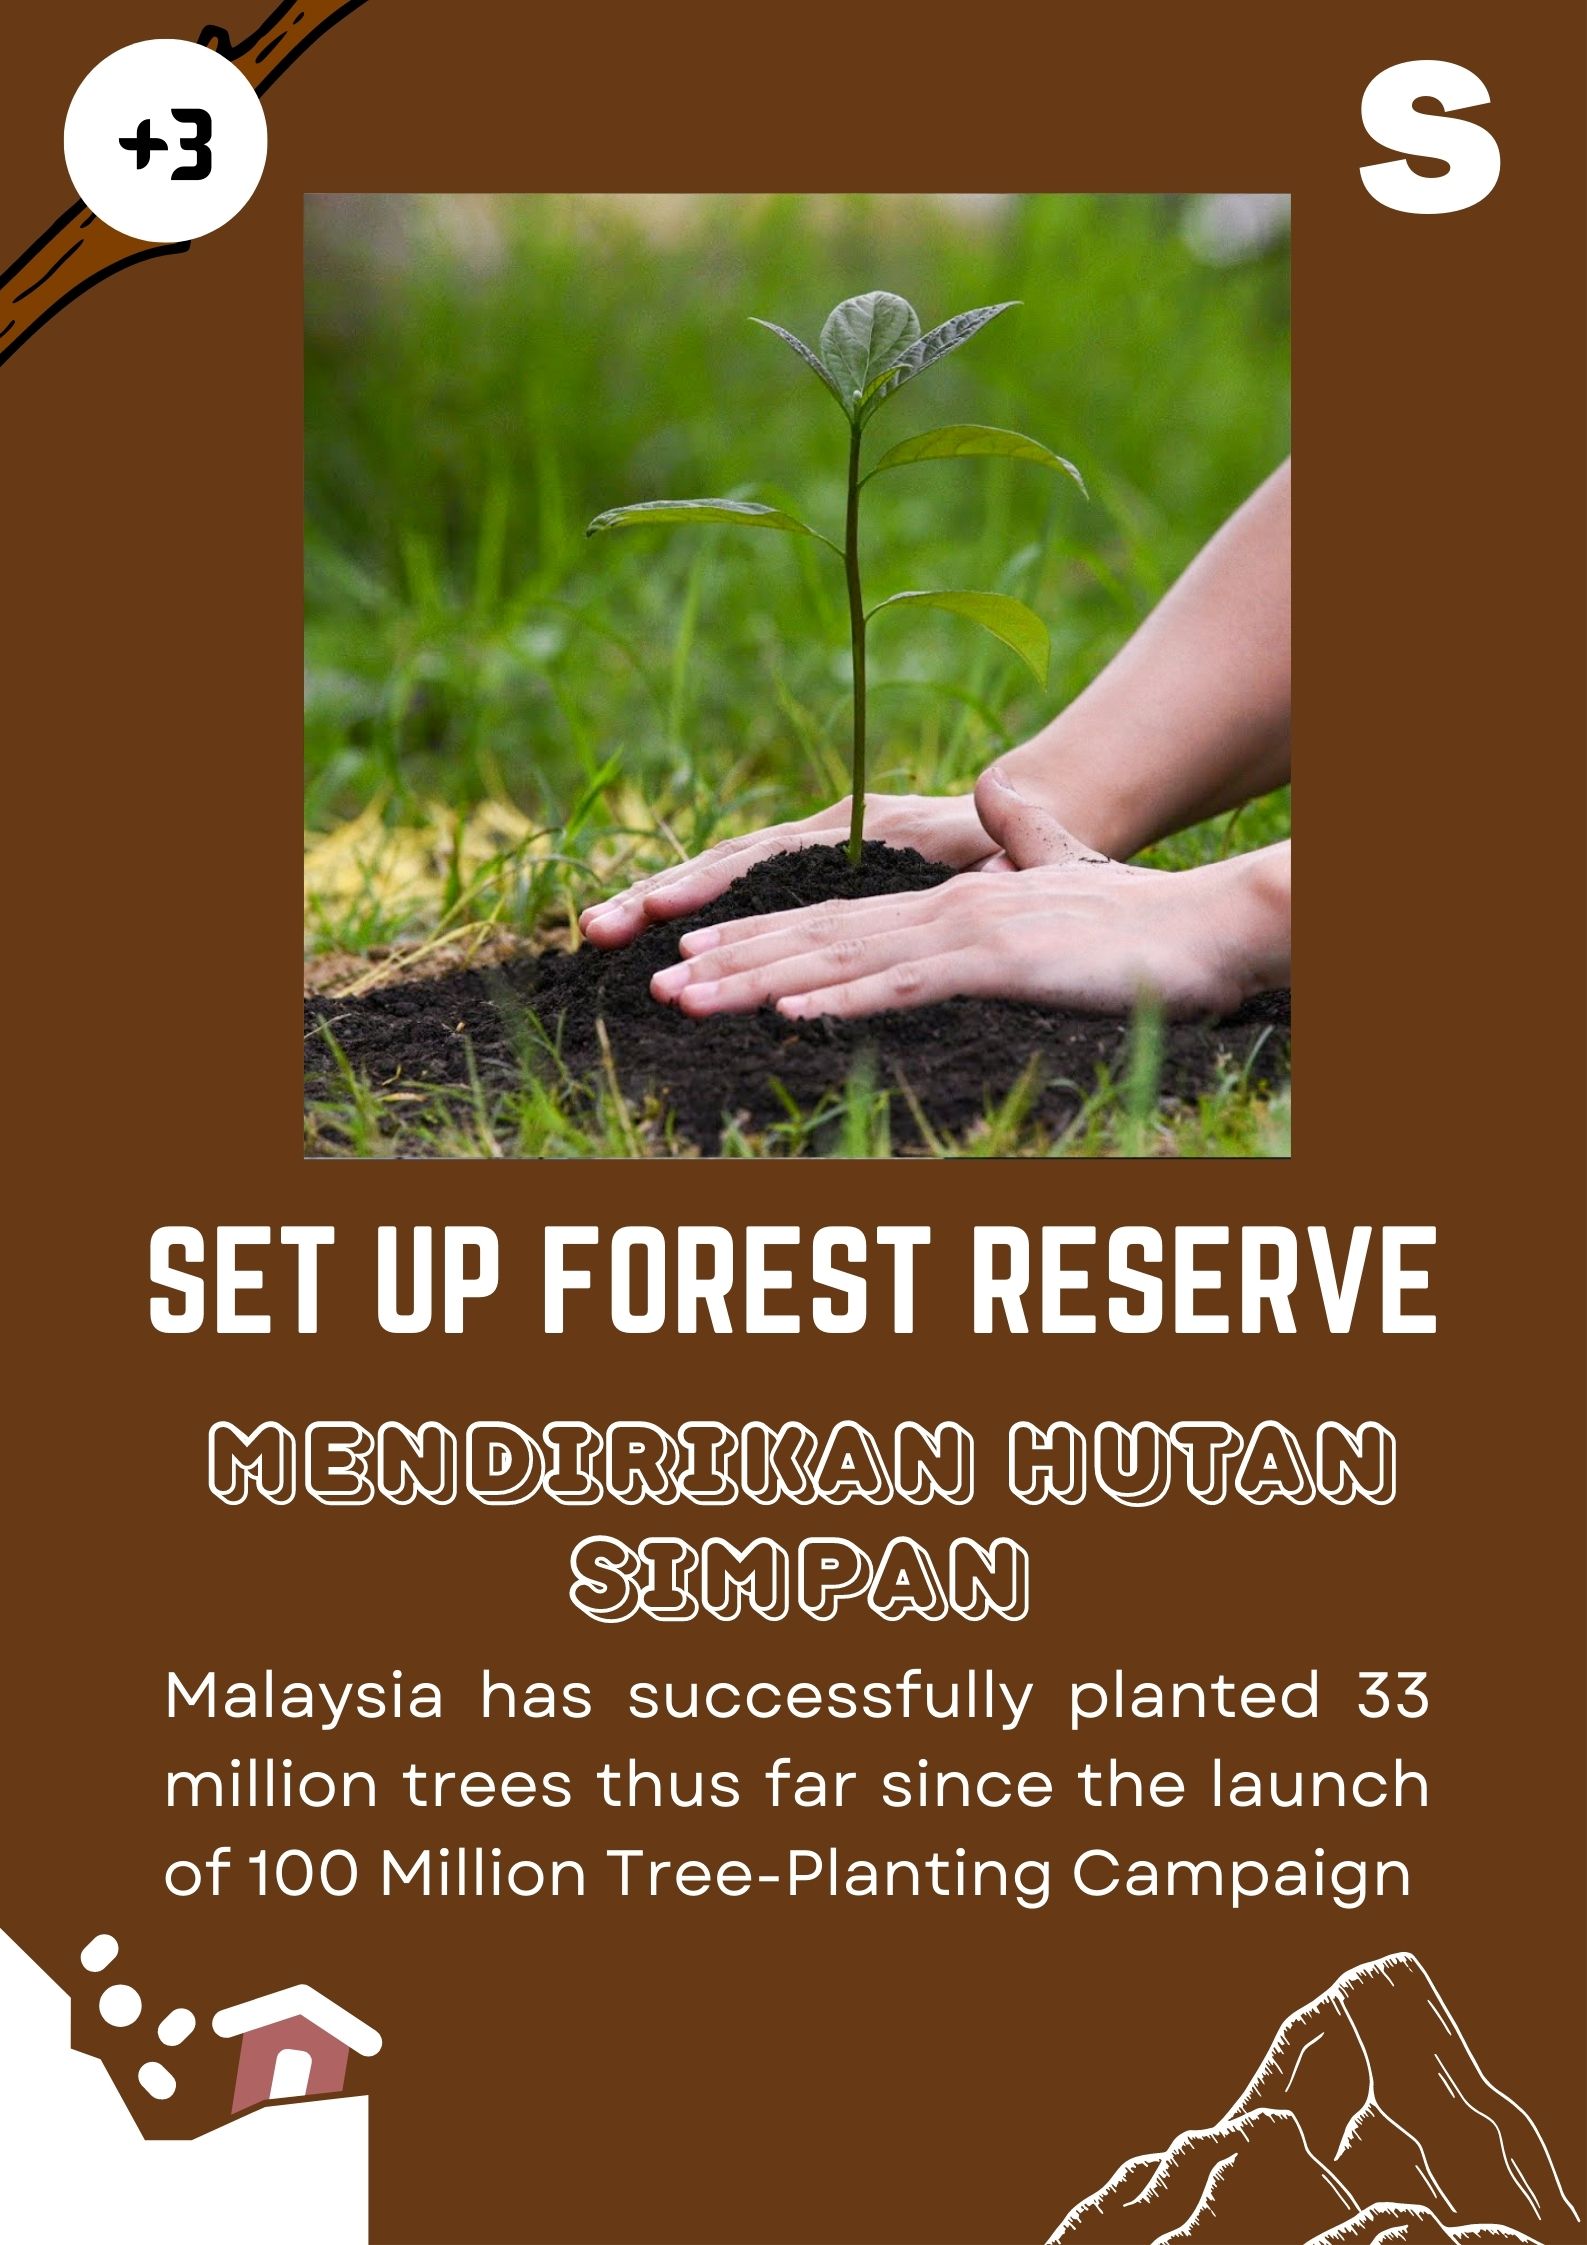 +3
S
SET UP FOREST RESERVE
MENDIRIKAN HUTAN
SIMPAN
Malaysia has successfully planted 33
million trees thus far since the launch
of 100 Million Tree-Planting Campaign